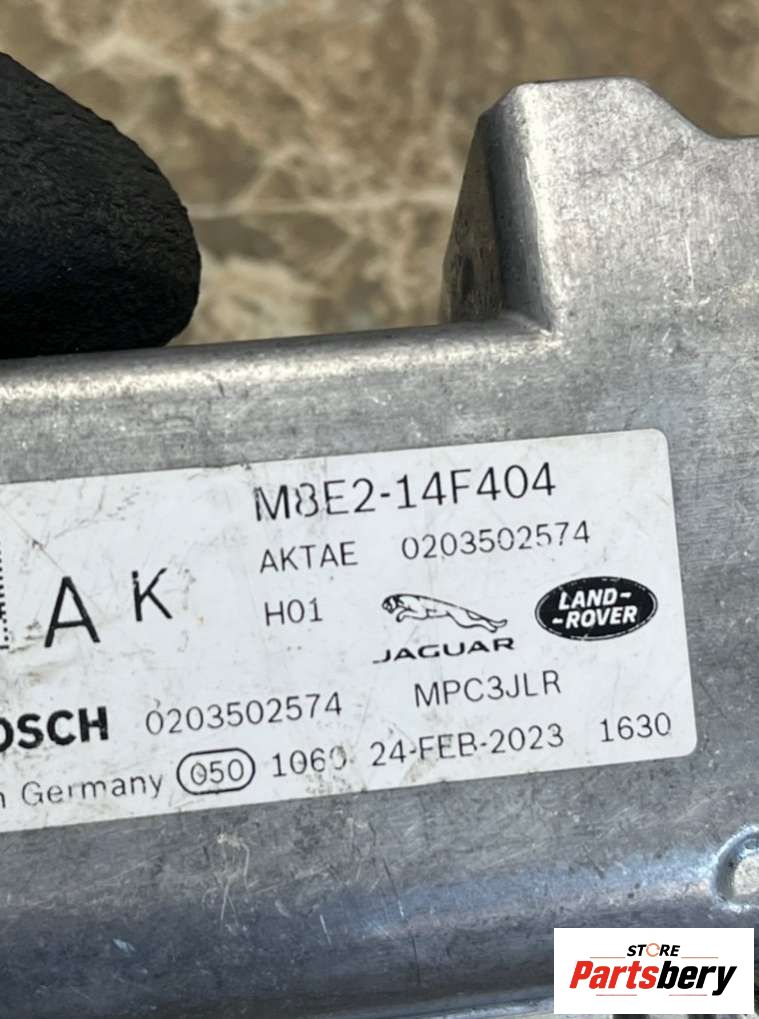 M8E2-14F404
AKTAE 0203502574
A K
H01
LAND-
-ROVER
JAGUAR
OSCH 0203502574 MPC3JLR
Germany 050 1060 24-FEB-2023 1630
STORE
Partsbery